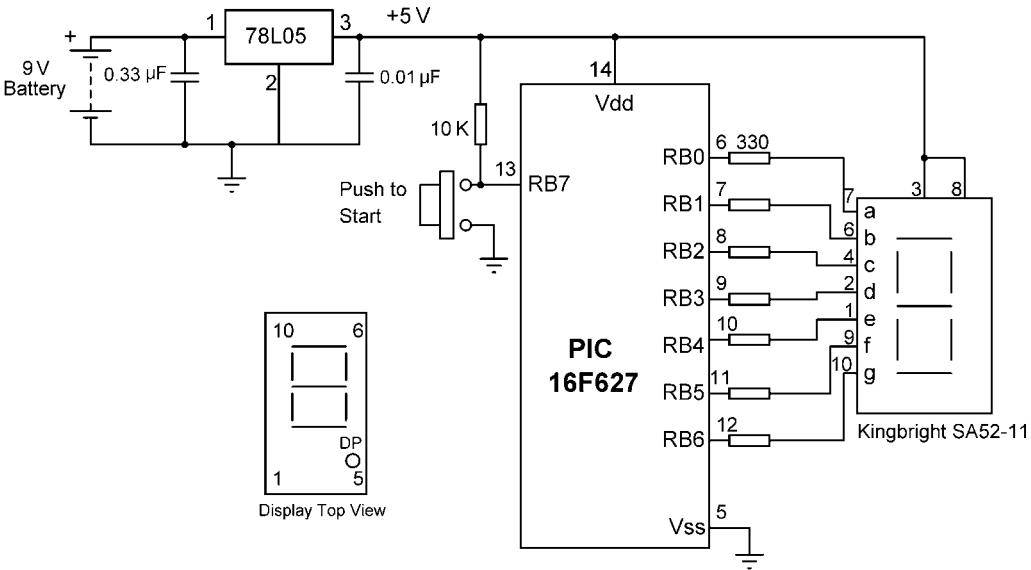 +5 V
1
78L05
3
+
9 V
Battery
0.33 µF
2
0.01 µF
14
Vdd
10 K
13
RB7
Push to
Start
RB0
6
330
RB1
7
RB2
8
RB3
9
RB4
10
RB5
11
RB6
12
PIC
16F627
Vss
5
3
8
7
a
6
b
4
c
2
d
1
e
9
f
10
g
Kingbright SA52-11
10
6
DP
1
5
Display Top View